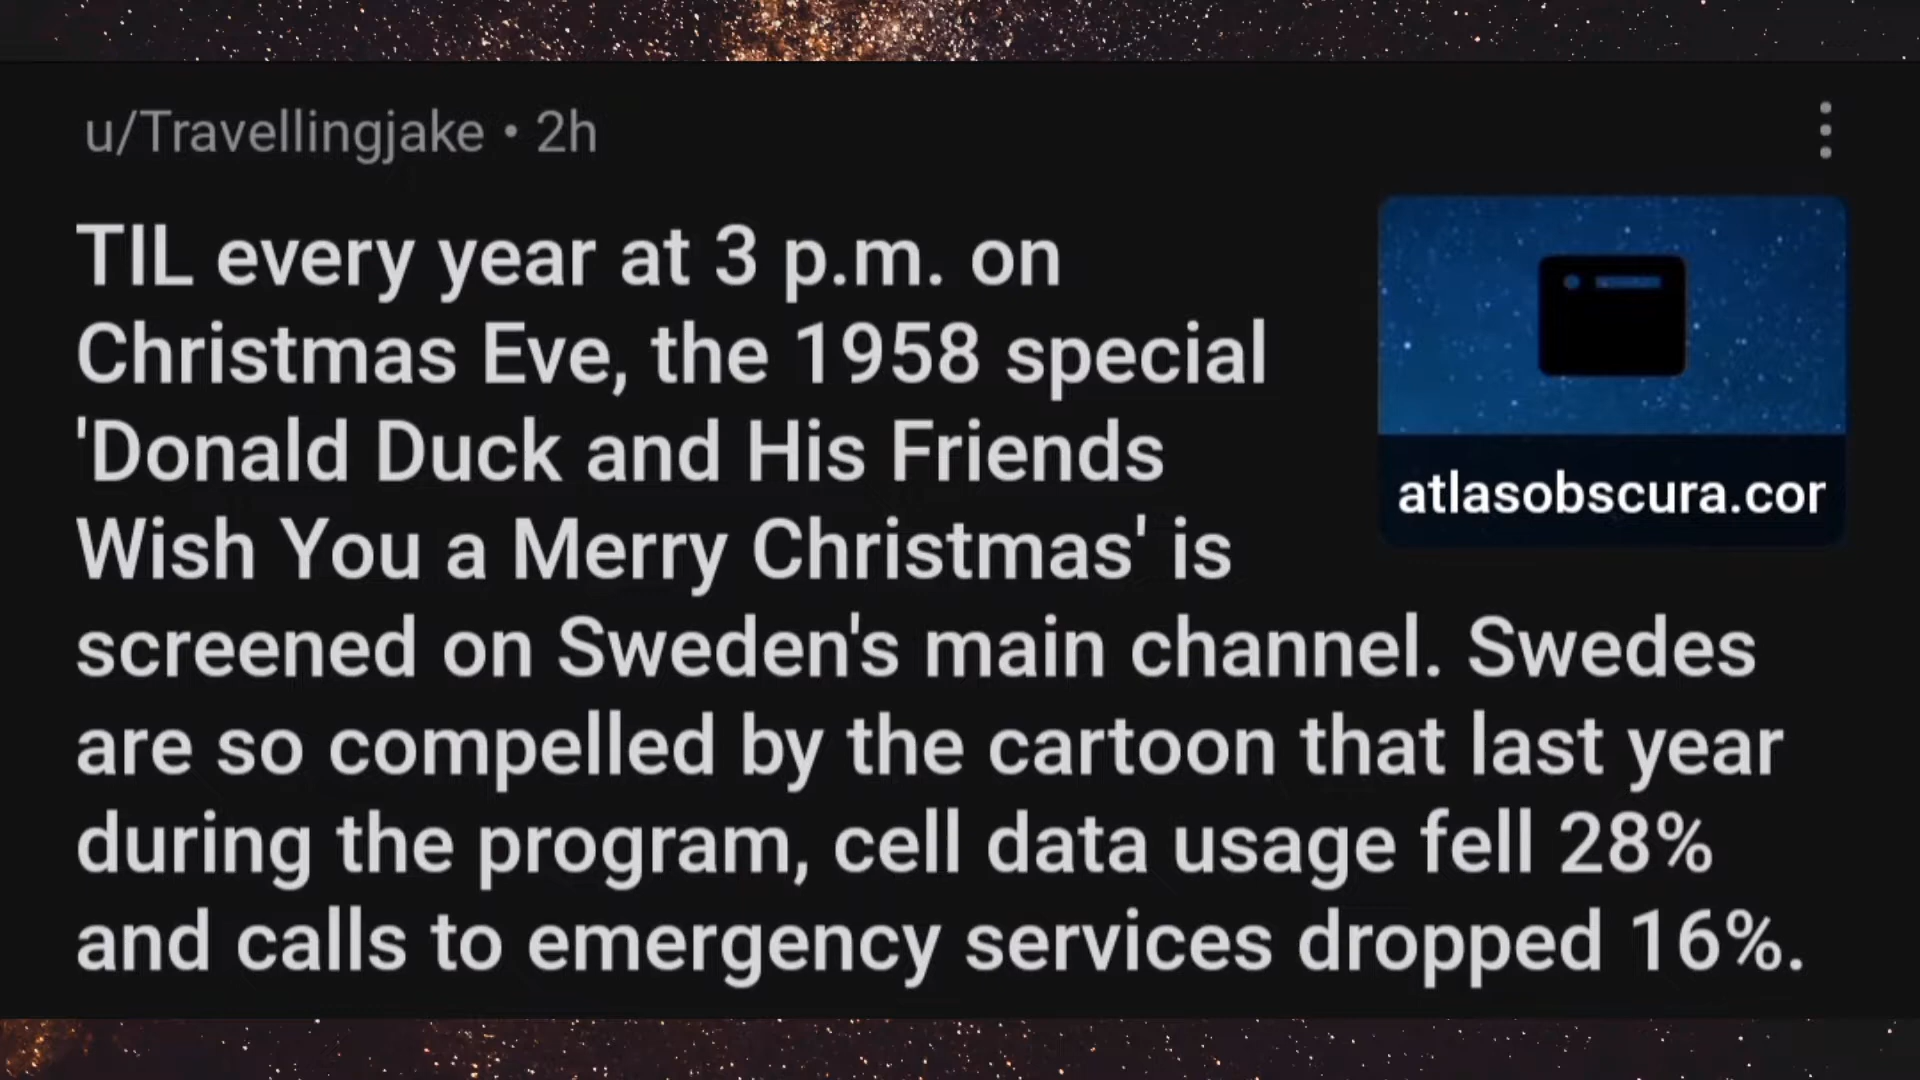 u/Travellingjake • 2h
TIL every year at 3 p.m. on
Christmas Eve, the 1958 special
'Donald Duck and His Friends
Wish You a Merry Christmas' is
screened on Sweden's main channel. Swedes
are so compelled by the cartoon that last year
during the program, cell data usage fell 28%
and calls to emergency services dropped 16%.
atlasobscura.cor